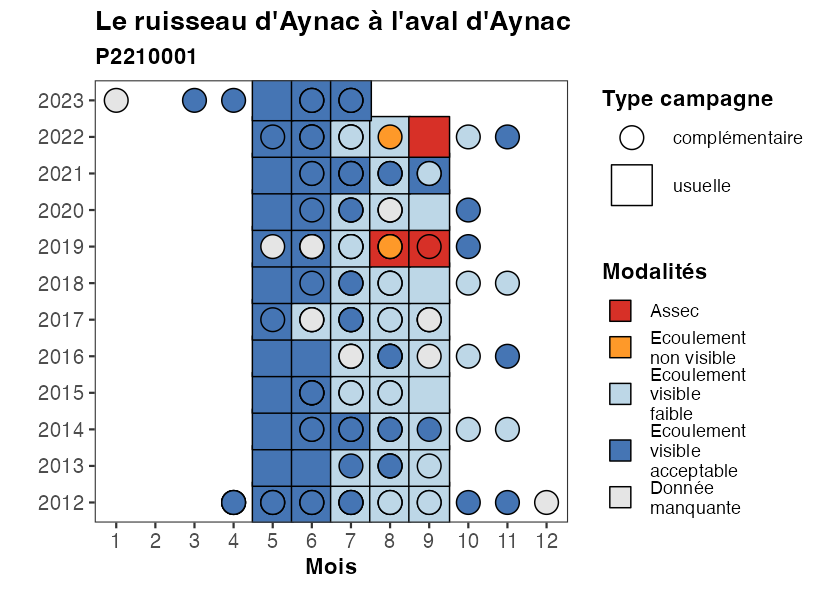 Le ruisseau d'Aynac à l'aval d'Aynac
P2210001
2023
2022
2021
2020
2019
2018
2017
2016
2015
2014
2013
2012
1 2 3 4 5 6 7 8 9 10 11 12
Mois
Type campagne
complémentaire
usuelle
Modalités
Assec
Ecoulement
non visible
Ecoulement
visible
faible
Ecoulement
visible
acceptable
Donnée
manquante